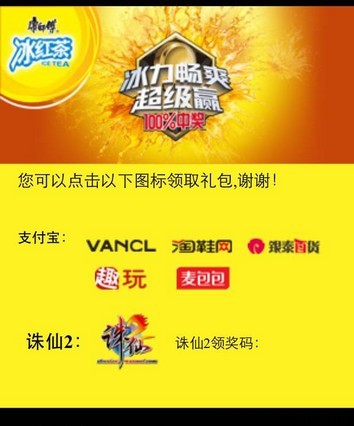 康师傅
冰红茶
ICE TEA
冰力畅爽
超级赢
100%中奖
您可以点击以下图标领取礼包,谢谢!
支付宝: VANCL 淘鞋网 银泰百货
趣玩 麦包包
诛仙2: 诛仙 诛仙2领奖码: